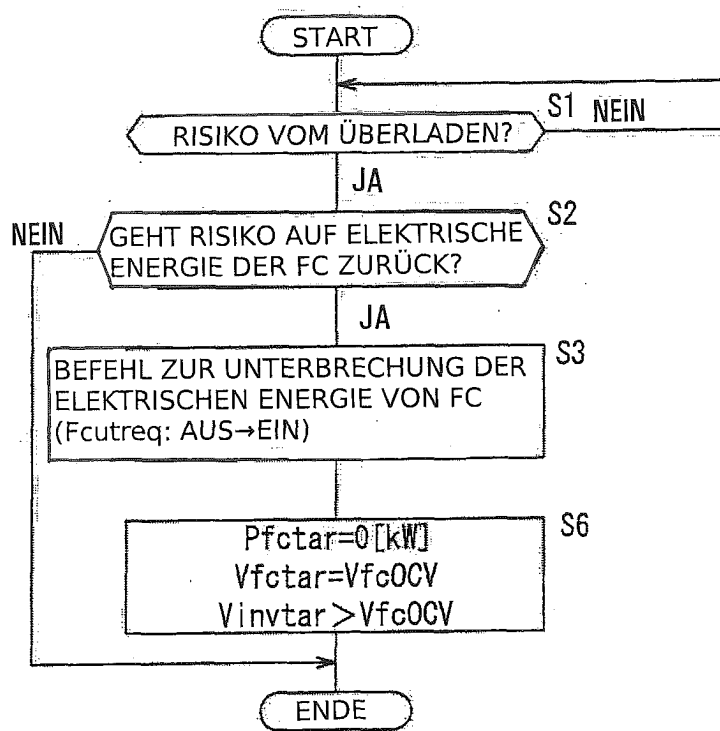 START
S1 NEIN
RISIKO VOM ÜBERLADEN?
JA
S2
NEIN
GEHT RISIKO AUF ELEKTRISCHE
ENERGIE DER FC ZURÜCK?
JA
S3
BEFEHL ZUR UNTERBRECHUNG DER
ELEKTRISCHEN ENERGIE VON FC
(Fcutreq: AUS→EIN)
S6
Pfctar=0[kW]
Vfctar=VfcOCV
Vinvtar>VfcOCV
ENDE